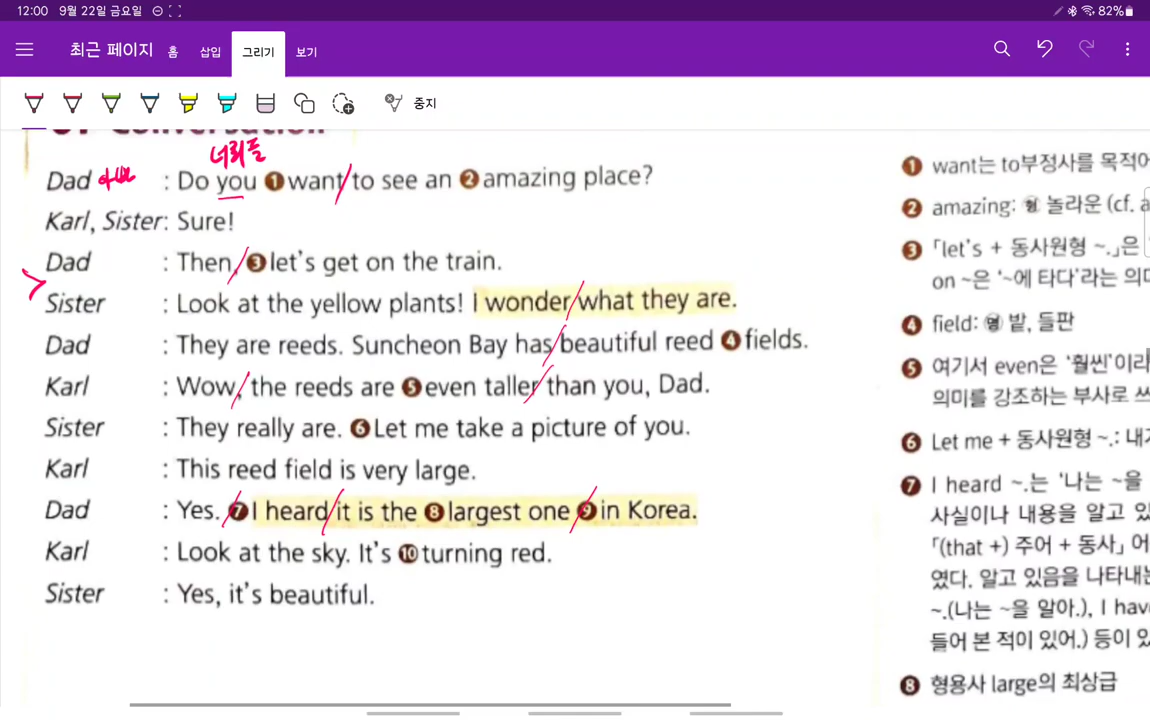 12:00 9월 22일 금요일 82%
최근 페이지 홈 삽입 그리기 보기
중지
Conversation
너희들
Dad 아빠 : Do you ❶ want to see an ❷ amazing place?
Karl, Sister: Sure!
Dad : Then, ❸ let's get on the train.
Sister : Look at the yellow plants! I wonder what they are.
Dad : They are reeds. Suncheon Bay has beautiful reed ❹ fields.
Karl : Wow, the reeds are ❺ even taller than you, Dad.
Sister : They really are. ❻ Let me take a picture of you.
Karl : This reed field is very large.
Dad : Yes. ❼ I heard it is the ❽ largest one ❾ in Korea.
Karl : Look at the sky. It's ❿ turning red.
Sister : Yes, it's beautiful.
❶ want는 to부정사를 목적어
❷ amazing: 형 놀라운 (cf. a
❸ 「let's + 동사원형 ~.」은
on ~은 '~에 타다'라는 의미
❹ field: 명 밭, 들판
❺ 여기서 even은 '훨씬'이라
의미를 강조하는 부사로 쓰
❻ Let me + 동사원형 ~.: 내가
❼ I heard ~.는 '나는 ~을
사실이나 내용을 알고 있
「(that +) 주어 + 동사」 어
였다. 알고 있음을 나타내는
~.(나는 ~을 알아.), I have
들어 본 적이 있어.) 등이 있
❽ 형용사 large의 최상급